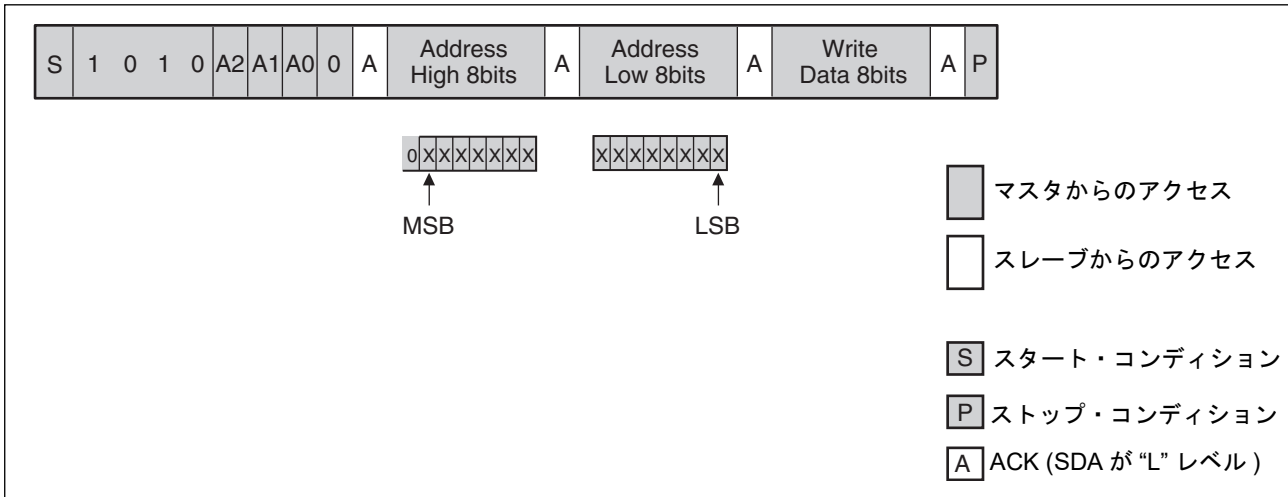 S 1 0 1 0 A2 A1 A0 0 A Address High 8bits A Address Low 8bits A Write Data 8bits A P
0XXXXXXX XXXXXXXX
MSB LSB
マスタからのアクセス
スレーブからのアクセス
S スタート・コンディション
P ストップ・コンディション
A ACK (SDA が “L” レベル )